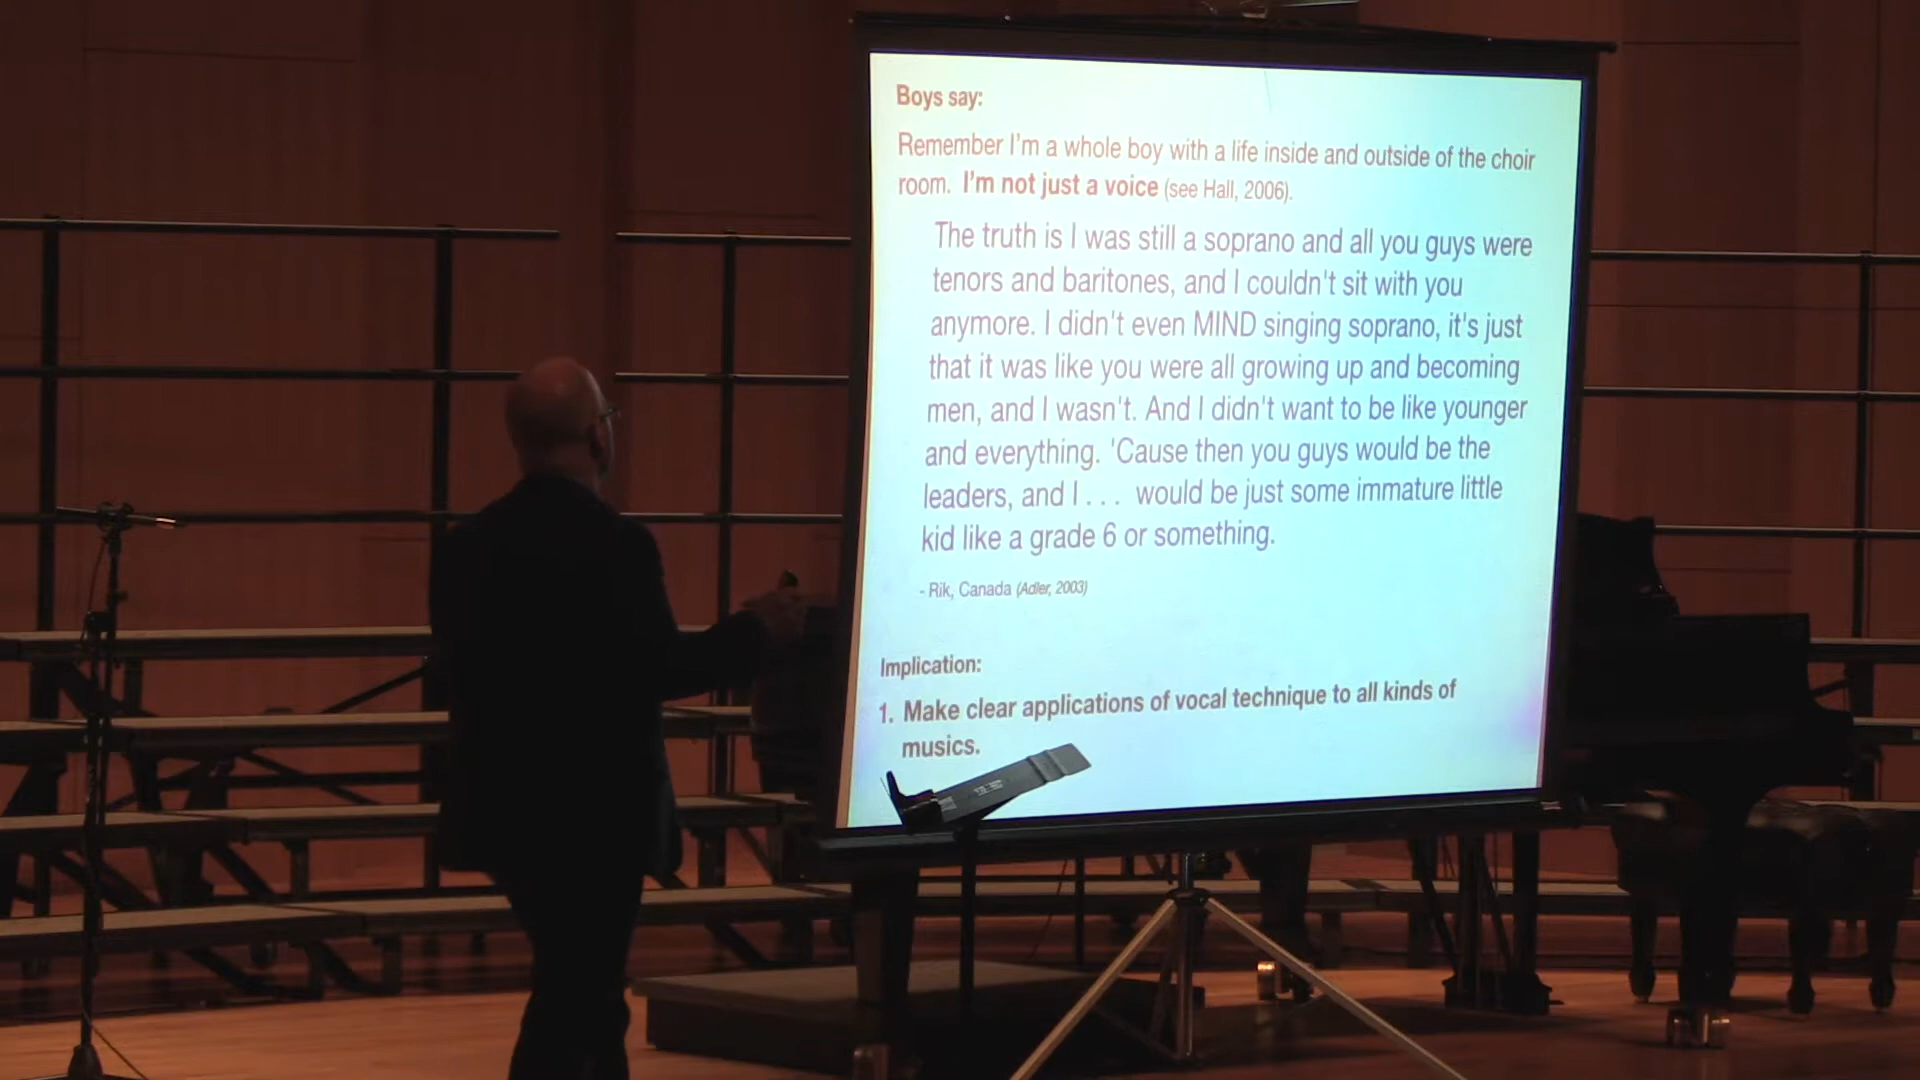 Boys say:
Remember I'm a whole boy with a life inside and outside of the choir
room. I'm not just a voice (see Hall, 2006).
The truth is I was still a soprano and all you guys were
tenors and baritones, and I couldn't sit with you
anymore. I didn't even MIND singing soprano, it's just
that it was like you were all growing up and becoming
men, and I wasn't. And I didn't want to be like younger
and everything. 'Cause then you guys would be the
leaders, and I . . . would be just some immature little
kid like a grade 6 or something.
- Rik, Canada (Adler, 2003)
Implication:
1. Make clear applications of vocal technique to all kinds of
musics.